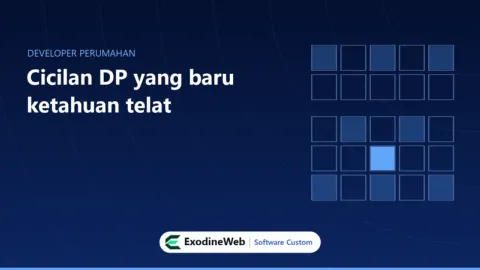 DEVELOPER PERUMAHAN
Cicilan DP yang baru
ketahuan telat
ExodineWeb | Software Custom